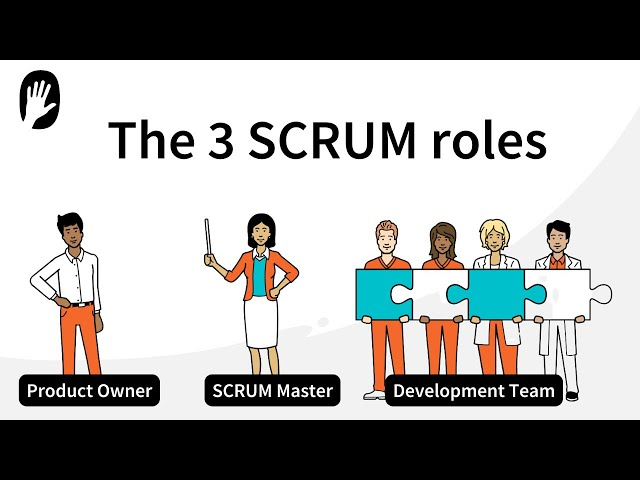 The 3 SCRUM roles
Product Owner
SCRUM Master
Development Team